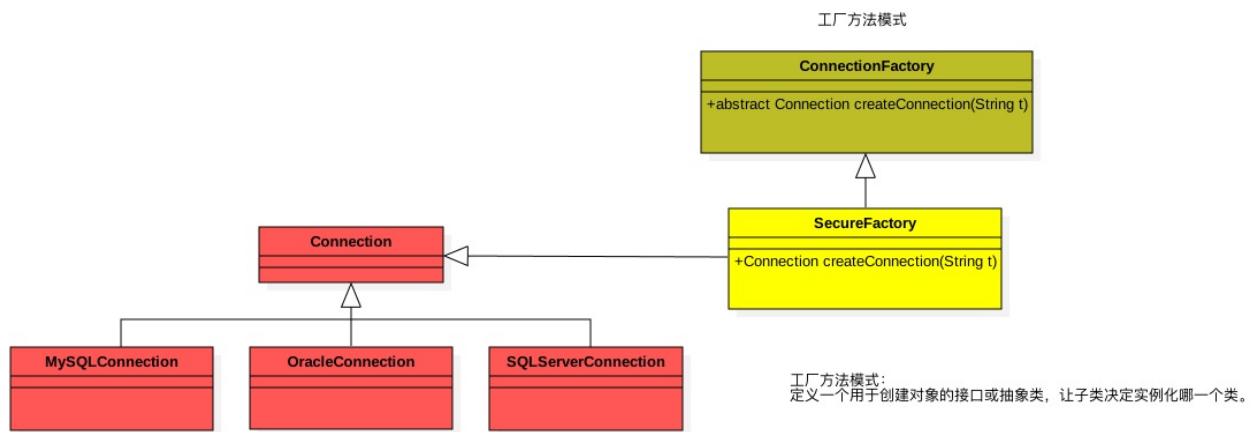 工厂方法模式
ConnectionFactory
+abstract Connection createConnection(String t)
SecureFactory
+Connection createConnection(String t)
Connection
MySQLConnection
OracleConnection
SQLServerConnection
工厂方法模式：
定义一个用于创建对象的接口或抽象类，让子类决定实例化哪一个类。